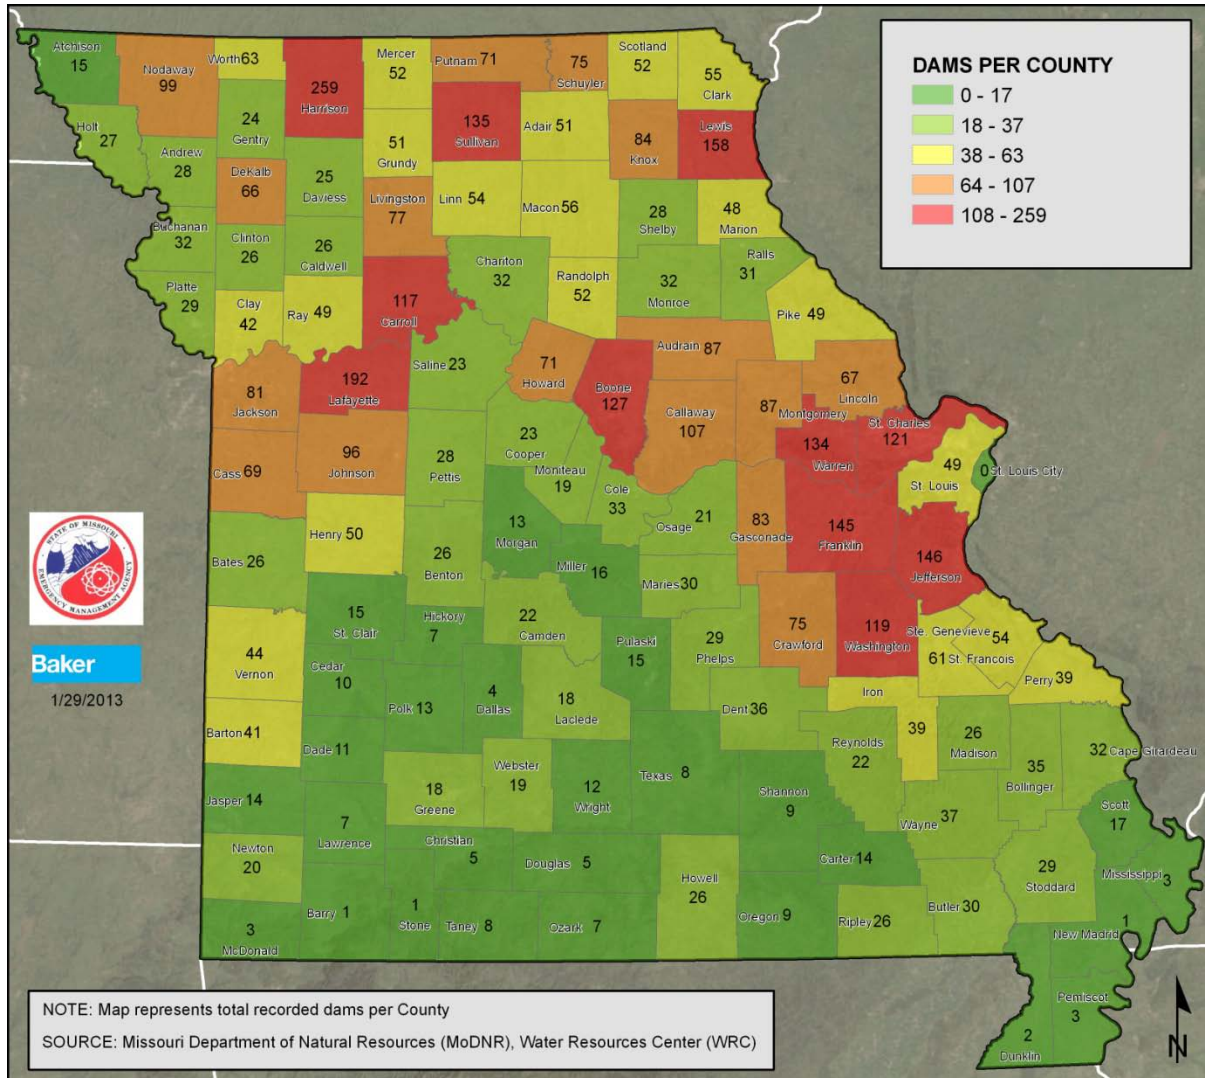 DAMS PER COUNTY
0 - 17
18 - 37
38 - 63
64 - 107
108 - 259
Atchison
15
Nodaway
99
Worth 63
259
Harrison
Mercer
52
Putnam 71
75
Schuyler
Scotland
52
55
Clark
Holt
27
Andrew
28
24
Gentry
DeKalb
66
25
Daviess
51
Grundy
135
Sullivan
Adair 51
84
Knox
Lewis
158
Livingston
77
Linn 54
Macon 56
28
Shelby
48
Marion
Buchanan
32
Clinton
26
26
Caldwell
Chariton
32
Randolph
52
32
Monroe
Ralls
31
Platte
29
Clay
42
Ray 49
117
Carroll
Pike 49
81
Jackson
192
Lafayette
Saline 23
71
Howard
Boone
127
Audrain 87
Callaway
107
87
Montgomery
67
Lincoln
134
Warren
St. Charles
121
49
St. Louis
0 St. Louis City
Cass 69
96
Johnson
28
Pettis
23
Cooper
Moniteau
19
Cole
33
Osage 21
83
Gasconade
145
Franklin
146
Jefferson
Bates 26
Henry 50
26
Benton
13
Morgan
Miller
16
Maries 30
STATE OF MISSOURI
EMERGENCY MANAGEMENT AGENCY
Baker
1/29/2013
15
St. Clair
Hickory
7
22
Camden
Pulaski
15
29
Phelps
75
Crawford
119
Washington
Ste. Genevieve
54
61 St. Francois
Perry 39
44
Vernon
Cedar
10
Polk 13
4
Dallas
18
Laclede
Dent 36
Iron
39
Reynolds
22
26
Madison
35
Bollinger
32 Cape Girardeau
Barton 41
Dade 11
18
Greene
Webster
19
12
Wright
Texas 8
Shannon
9
Wayne 37
Scott
17
Jasper 14
7
Lawrence
Christian
5
Douglas 5
Howell
26
Carter 14
29
Stoddard
Mississippi
3
Newton
20
Barry 1
1
Stone
Taney 8
Ozark 7
Oregon 9
Ripley 26
Butler 30
1
New Madrid
3
McDonald
Pemiscot
3
2
Dunklin
N
NOTE: Map represents total recorded dams per County
SOURCE: Missouri Department of Natural Resources (MoDNR), Water Resources Center (WRC)